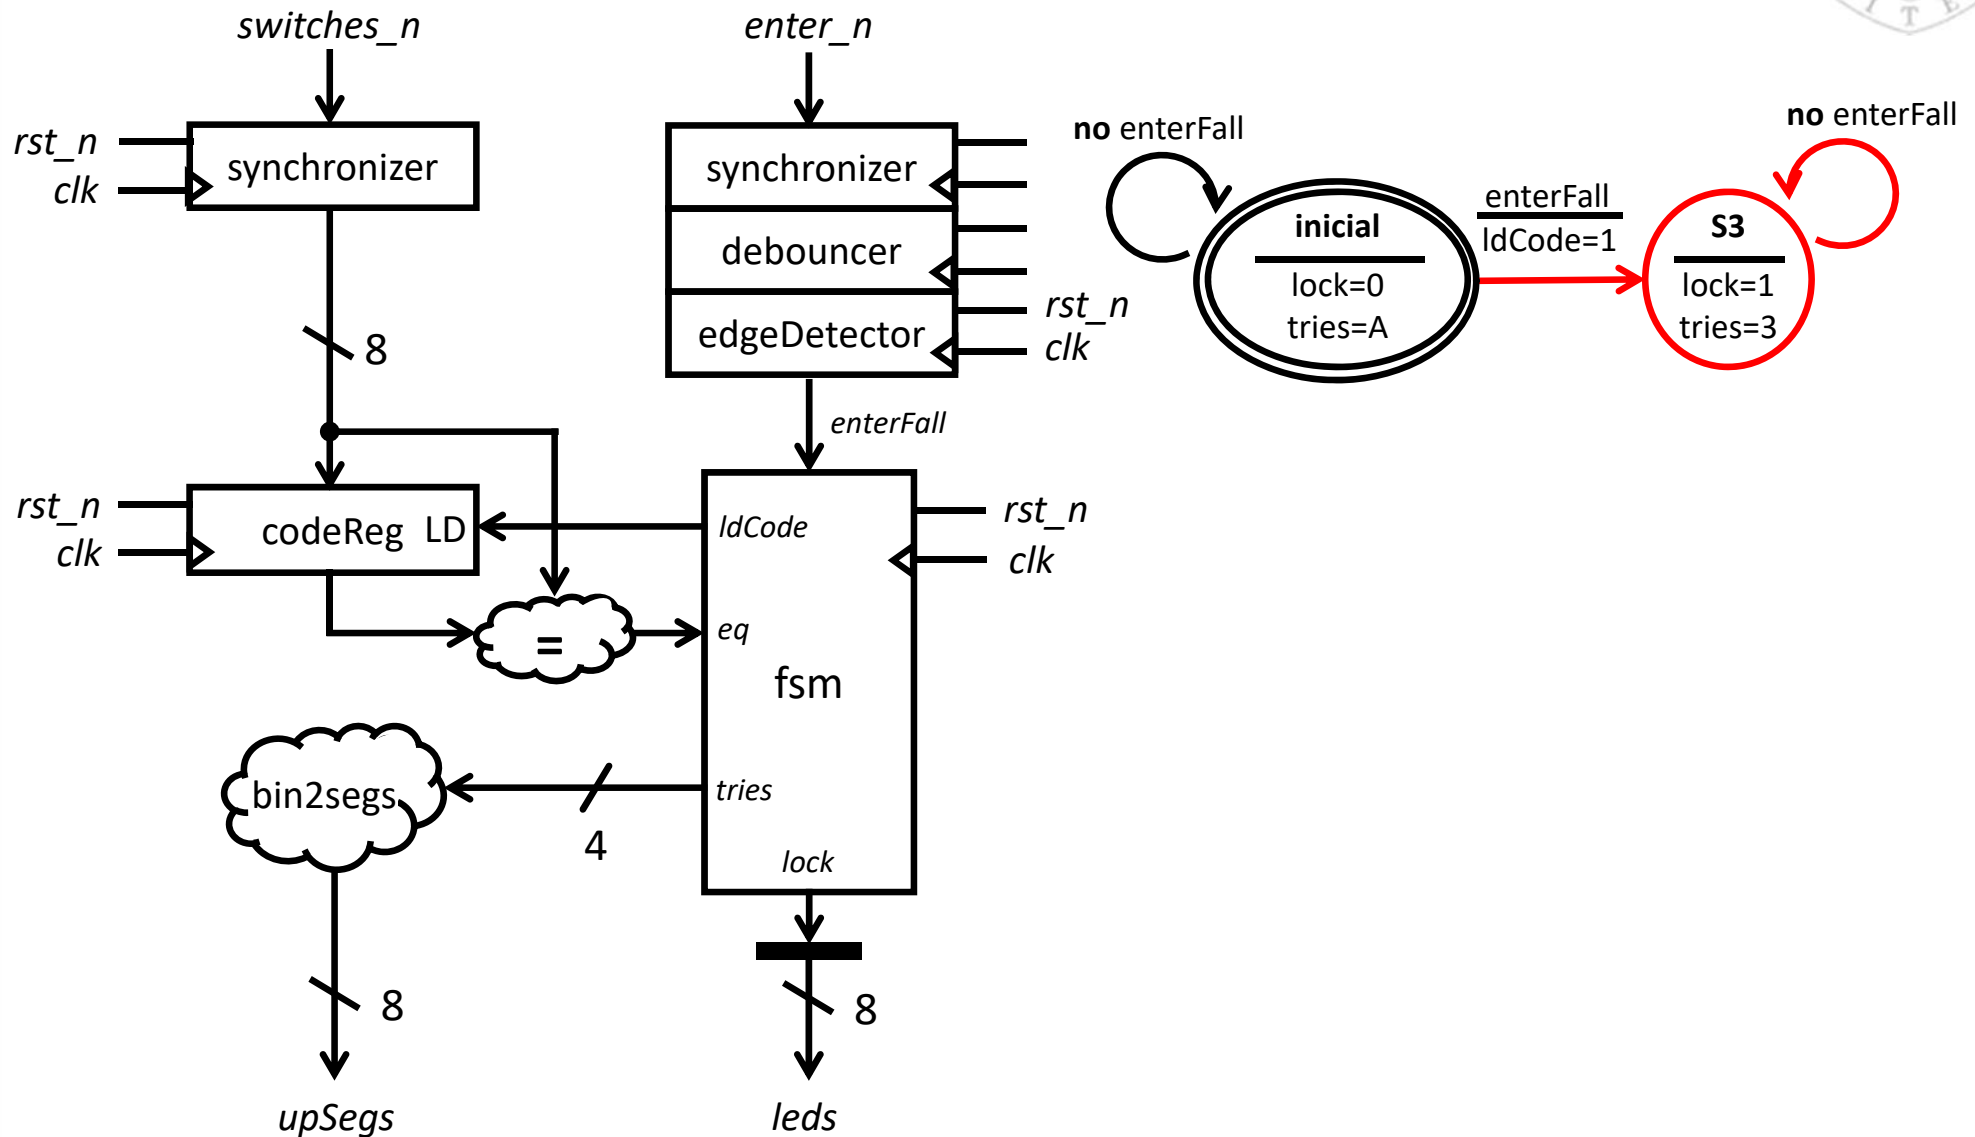 switches_n
enter_n
rst_n
clk
synchronizer
8
synchronizer
debouncer
edgeDetector
rst_n
clk
enterFall
rst_n
clk
codeReg LD
=
ldCode
eq
fsm
tries
lock
rst_n
clk
bin2segs
4
8
8
upSegs
leds
no enterFall
inicial
lock=0
tries=A
enterFall
ldCode=1
no enterFall
S3
lock=1
tries=3
I T E